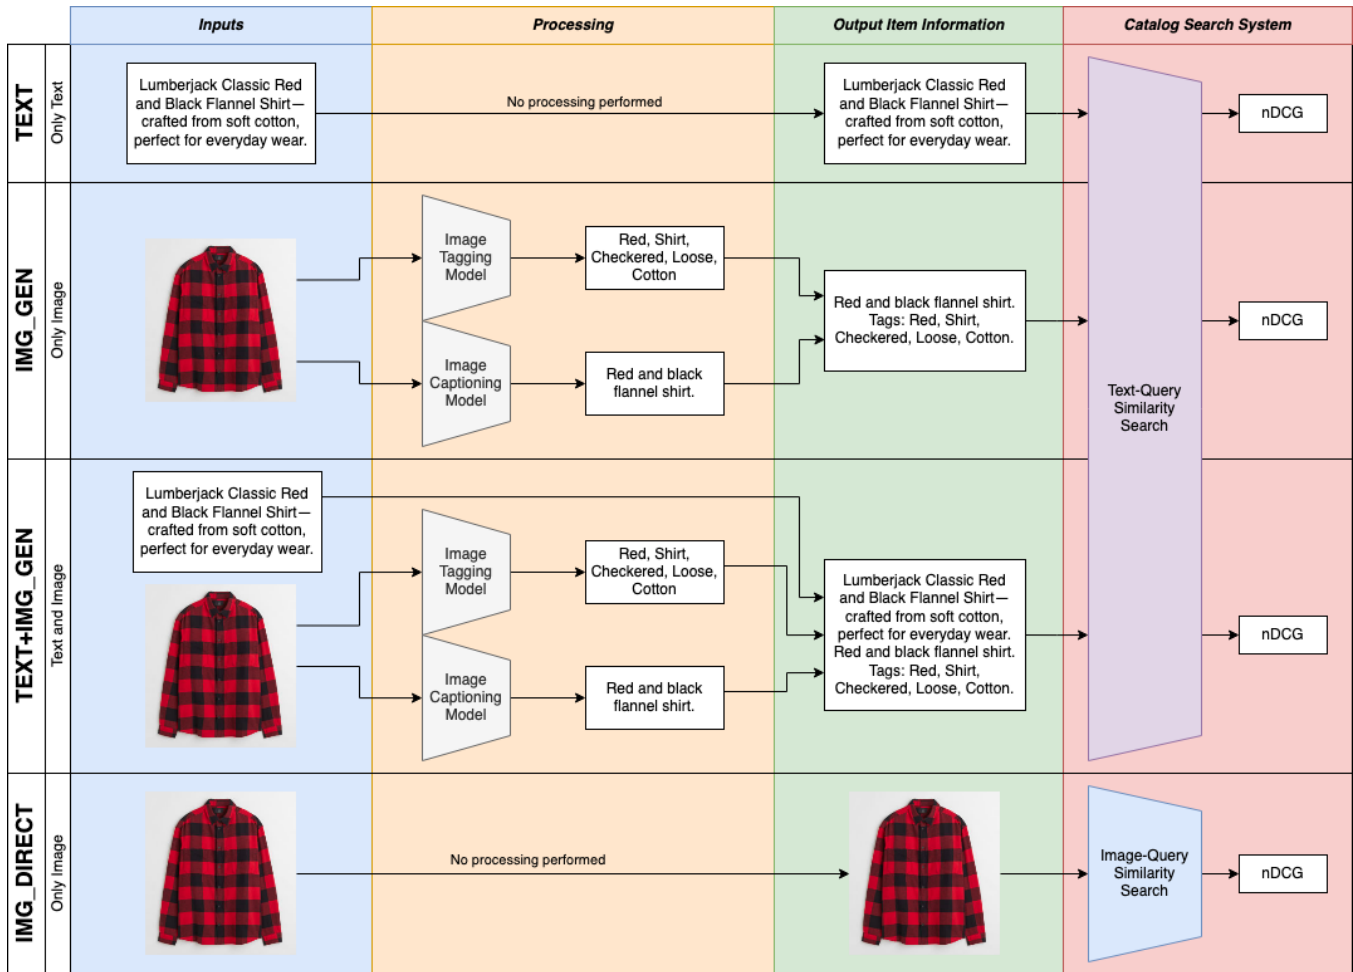 Inputs
Processing
Output Item Information
Catalog Search System
TEXT
Only Text
Lumberjack Classic Red
and Black Flannel Shirt—
crafted from soft cotton,
perfect for everyday wear.
No processing performed
Lumberjack Classic Red
and Black Flannel Shirt—
crafted from soft cotton,
perfect for everyday wear.
nDCG
IMG_GEN
Only Image
Image
Tagging
Model
Red, Shirt,
Checkered, Loose,
Cotton
Image
Captioning
Model
Red and black
flannel shirt.
Red and black flannel shirt.
Tags: Red, Shirt,
Checkered, Loose, Cotton.
Text-Query
Similarity
Search
nDCG
TEXT+IMG_GEN
Text and Image
Lumberjack Classic Red
and Black Flannel Shirt—
crafted from soft cotton,
perfect for everyday wear.
Image
Tagging
Model
Red, Shirt,
Checkered, Loose,
Cotton
Image
Captioning
Model
Red and black
flannel shirt.
Lumberjack Classic Red
and Black Flannel Shirt—
crafted from soft cotton,
perfect for everyday wear.
Red and black flannel shirt.
Tags: Red, Shirt,
Checkered, Loose, Cotton.
nDCG
IMG_DIRECT
Only Image
No processing performed
Image-Query
Similarity
Search
nDCG